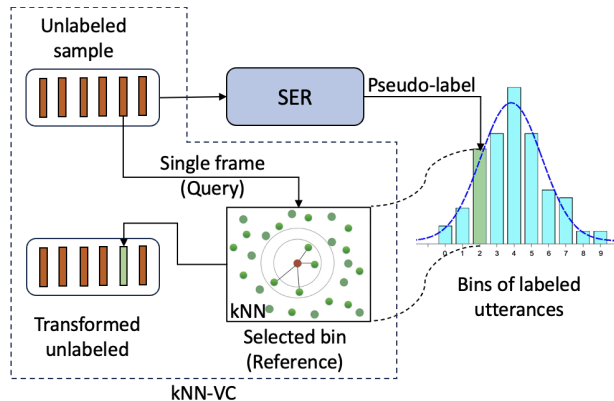 Unlabeled
sample
SER
Pseudo-label
Single frame
(Query)
kNN
0 1 2 3 4 5 6 7 8 9
Bins of labeled
utterances
Transformed
unlabeled
Selected bin
(Reference)
kNN-VC